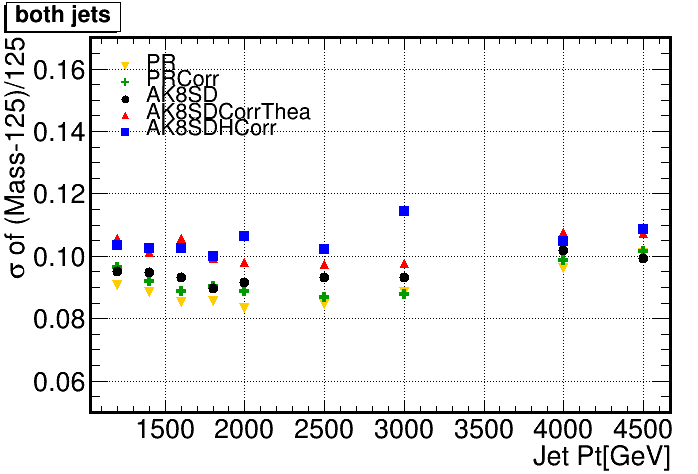 both jets
σ of (Mass-125)/125
0.16
0.14
0.12
0.10
0.08
0.06
PR
PRCorr
AK8SD
AK8SDCorrThea
AK8SDHCorr
1500 2000 2500 3000 3500 4000 4500
Jet Pt[GeV]